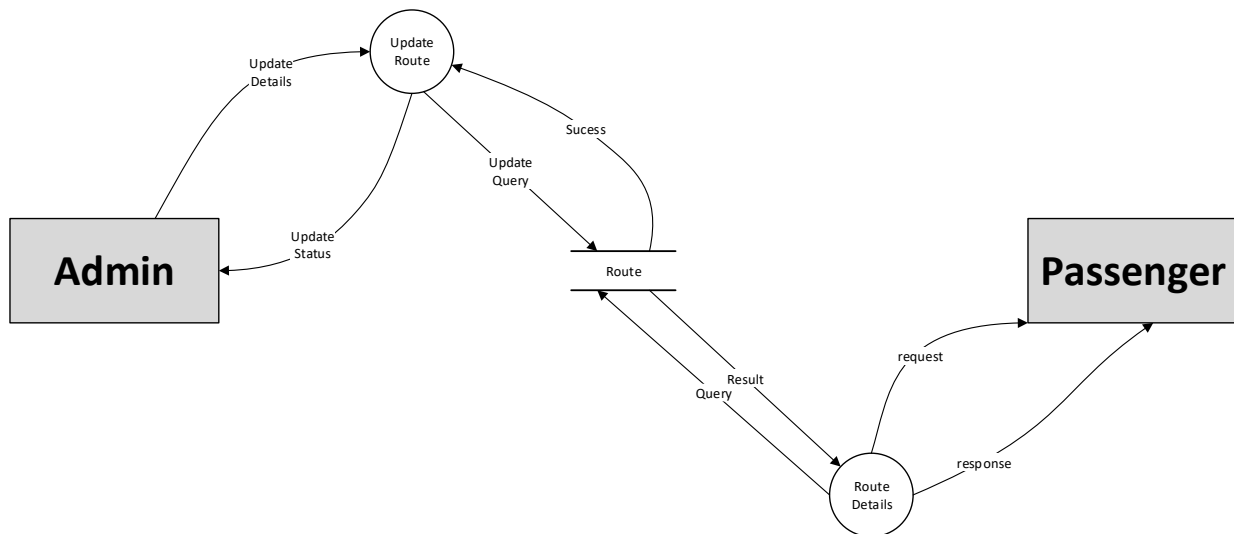 Update
Route
Update
Details
Sucess
Update
Query
Update
Status
Admin
Route
Passenger
request
Result
Query
response
Route
Details